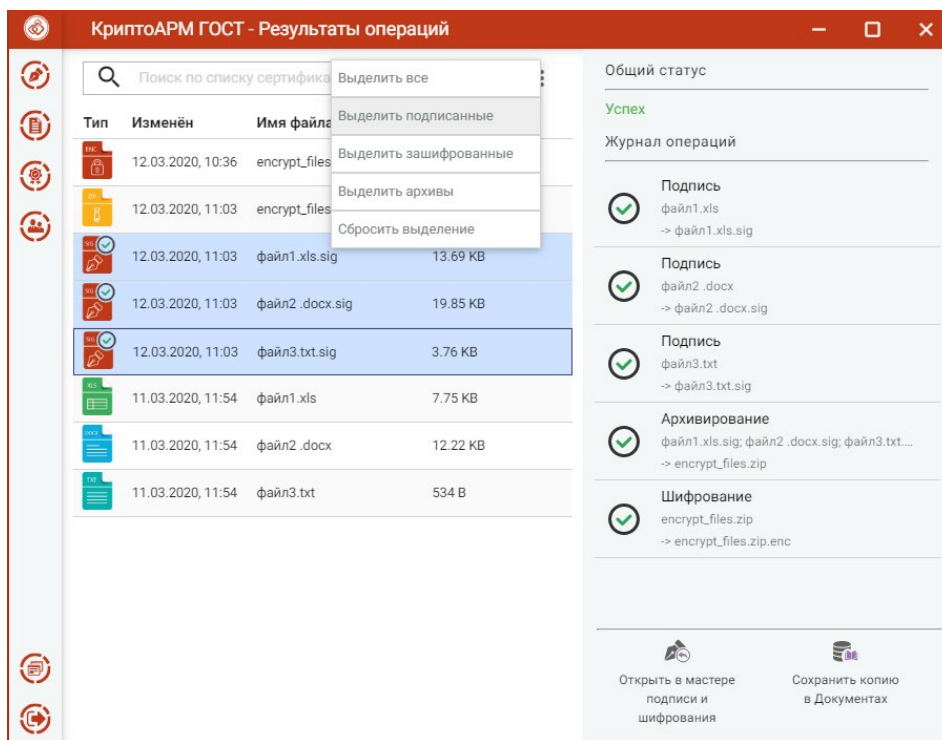 КриптоАРМ ГОСТ - Результаты операций
Поиск по списку сертифика
Выделить все
Выделить подписанные
Выделить зашифрованные
Выделить архивы
Сбросить выделение
Тип Изменён Имя файла
ENC 12.03.2020, 10:36 encrypt_files
ZIP 12.03.2020, 11:03 encrypt_files
SIG 12.03.2020, 11:03 файл1.xls.sig 13.69 KB
SIG 12.03.2020, 11:03 файл2 .docx.sig 19.85 KB
SIG 12.03.2020, 11:03 файл3.txt.sig 3.76 KB
XLS 11.03.2020, 11:54 файл1.xls 7.75 KB
DOCX 11.03.2020, 11:54 файл2 .docx 12.22 KB
TXT 11.03.2020, 11:54 файл3.txt 534 B
Общий статус
Успех
Журнал операций
Подпись
файл1.xls
-> файл1.xls.sig
Подпись
файл2 .docx
-> файл2 .docx.sig
Подпись
файл3.txt
-> файл3.txt.sig
Архивирование
файл1.xls.sig; файл2 .docx.sig; файл3.txt....
-> encrypt_files.zip
Шифрование
encrypt_files.zip
-> encrypt_files.zip.enc
Открыть в мастере
подписи и
шифрования
Сохранить копию
в Документах